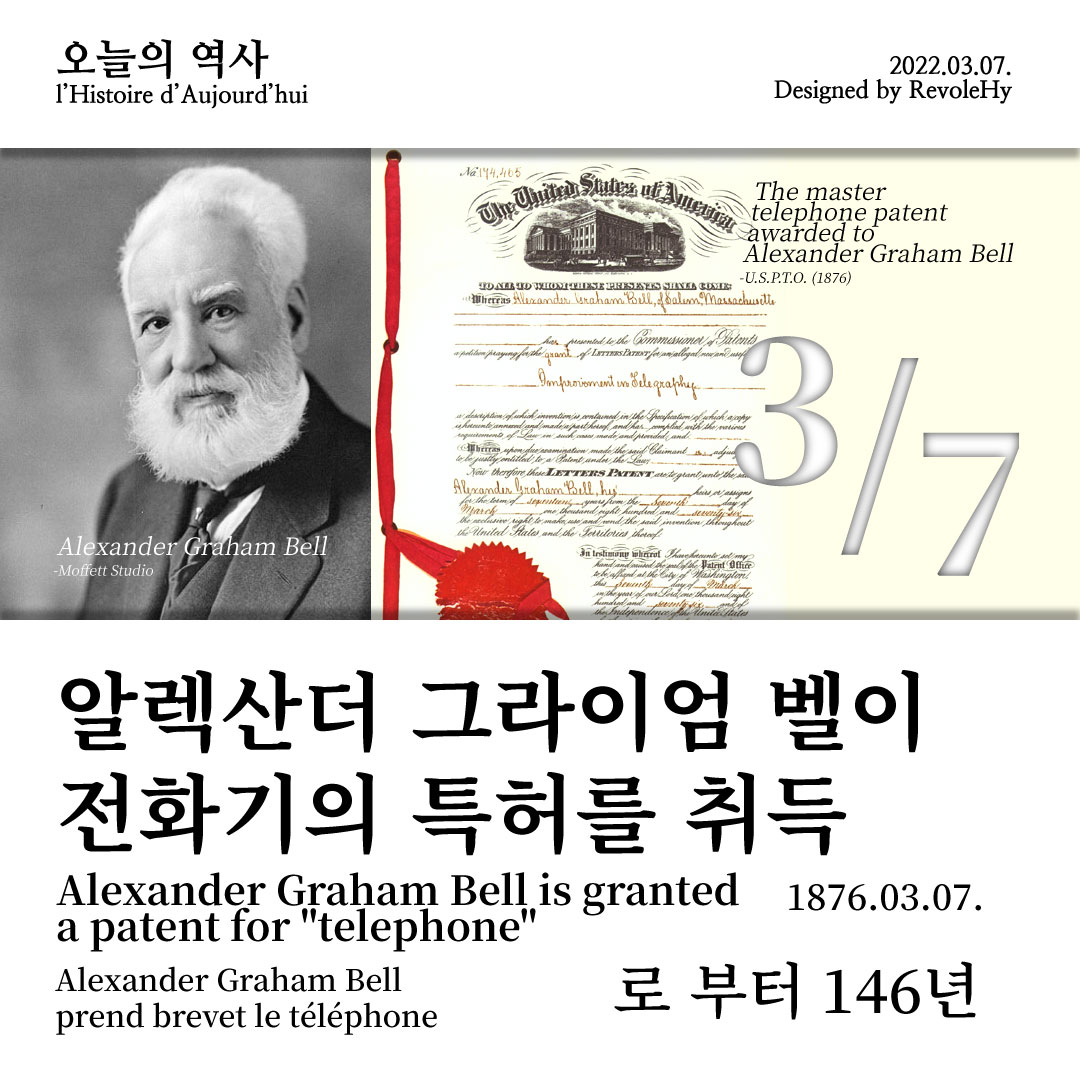 오늘의 역사
l'Histoire d'Aujourd'hui
2022.03.07.
Designed by RevoleHy
Alexander Graham Bell
-Moffett Studio
No. 174,465
The United States of America
TO ALL TO WHOM THESE PRESENTS SHALL COME:
Whereas Alexander Graham Bell, of Salem, Massachusetts
has presented to the Commissioner of Patents
a petition praying for the grant of LETTERS PATENT for an alleged new and useful
Improvement in Telegraphy
a description of which invention is contained in the Specification of which a copy
is hereunto annexed and made a part hereof, and has complied with the various
requirements of Law in such cases made and provided, and
Whereas upon due examination made the said Claimant is adjudged
to be justly entitled to a Patent under the Law.
Now therefore these LETTERS PATENT are to grant unto the said
Alexander Graham Bell, his heirs or assigns
for the term of seventeen years from the seventh day of
March one thousand eight hundred and seventy-six
the exclusive right to make, use and vend the said invention throughout
the United States and the Territories thereof.
In testimony whereof I have hereunto set my
hand and caused the seal of the Patent Office
to be affixed at the City of Washington
this seventh day of March
in the year of our Lord one thousand eight
hundred and seventy-six and of
the Independence of the United States
The master
telephone patent
awarded to
Alexander Graham Bell
-U.S.P.T.O. (1876)
3/7
알렉산더 그라이엄 벨이
전화기의 특허를 취득
Alexander Graham Bell is granted
a patent for "telephone"
1876.03.07.
Alexander Graham Bell
prend brevet le téléphone
로 부터 146년